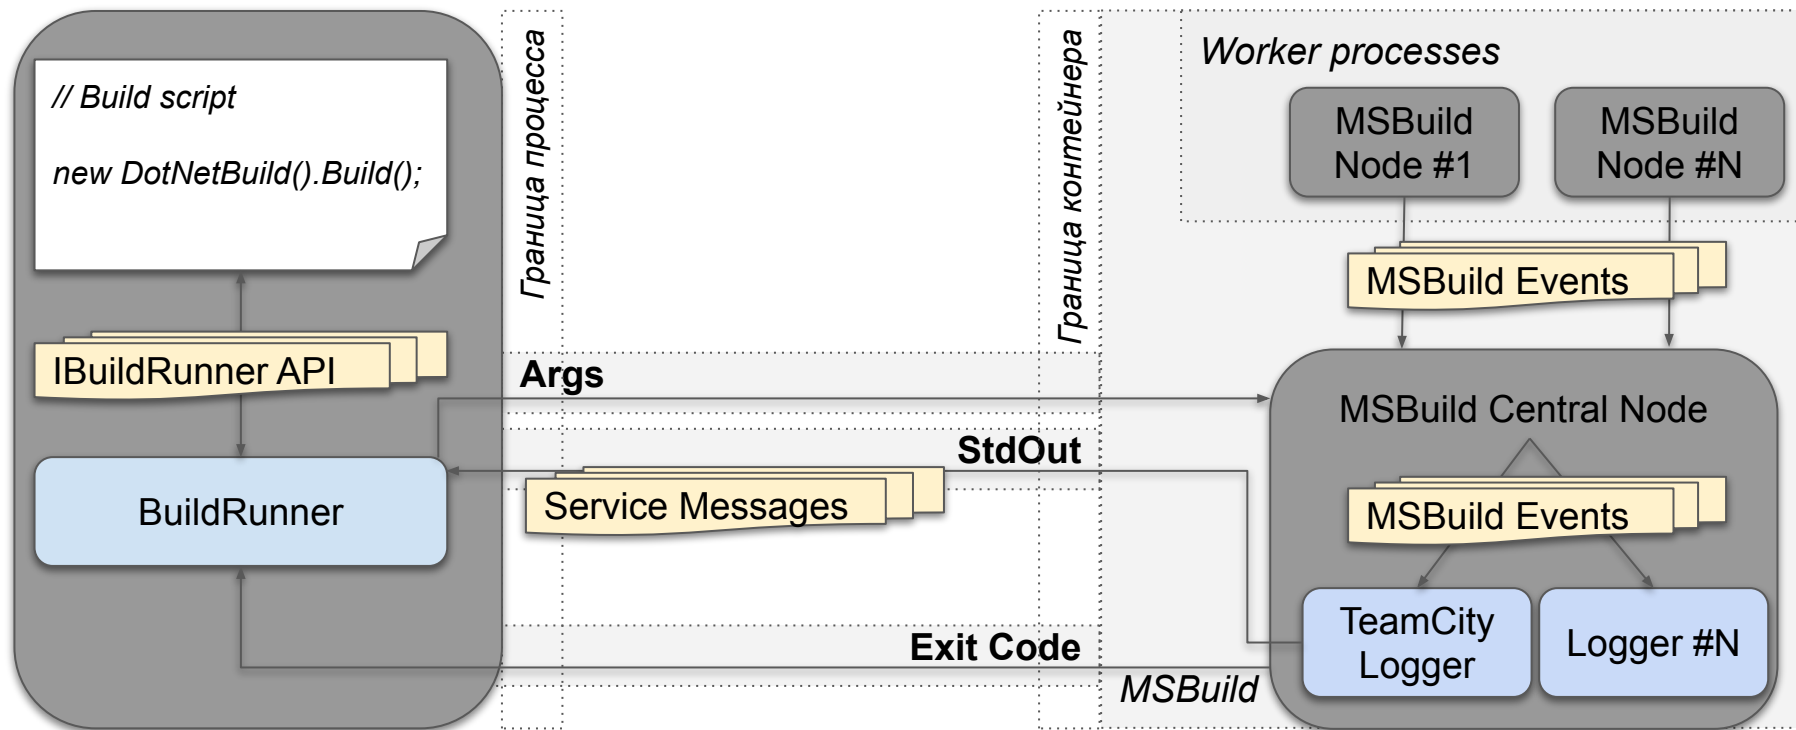 // Build script
new DotNetBuild().Build();
IBuildRunner API
BuildRunner
Граница процесса
Граница контейнера
Args
StdOut
Service Messages
Exit Code
Worker processes
MSBuild
Node #1
MSBuild
Node #N
MSBuild Events
MSBuild Central Node
MSBuild Events
TeamCity
Logger
Logger #N
MSBuild